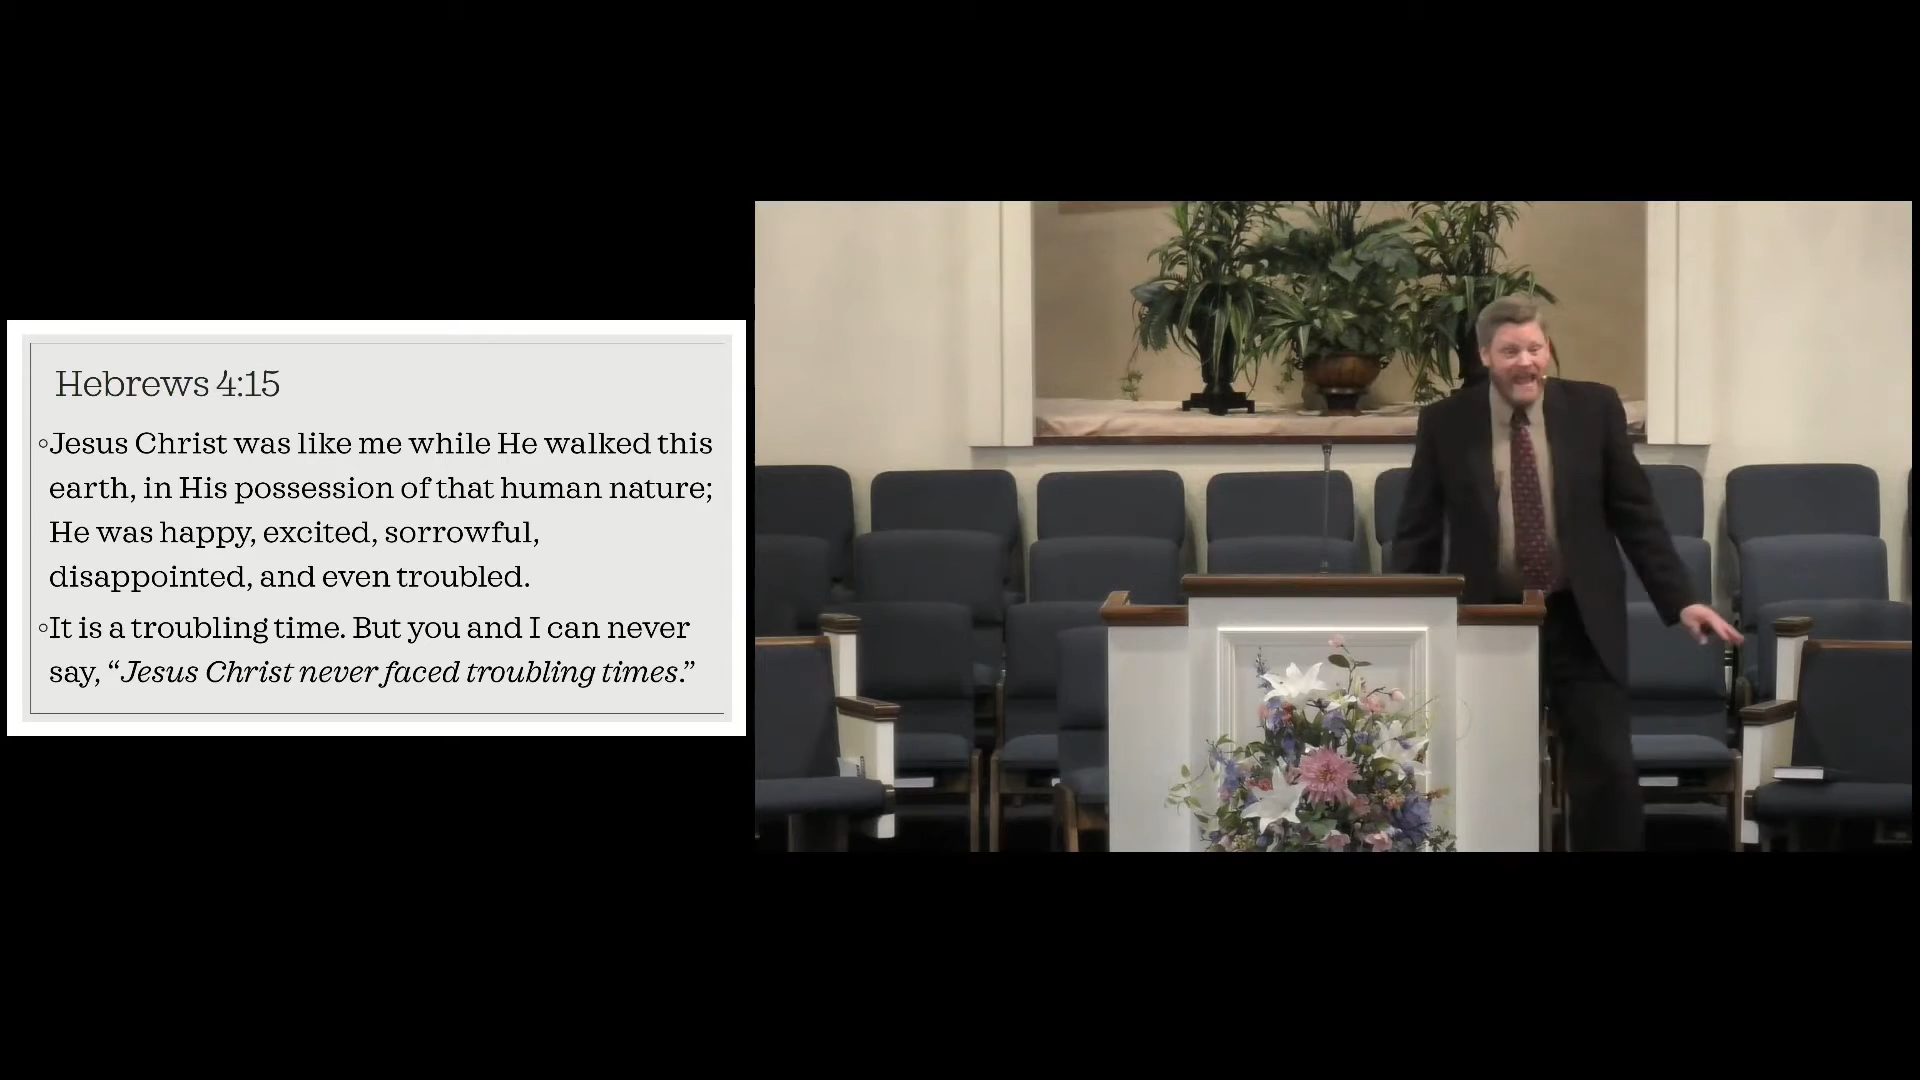 Hebrews 4:15
◦Jesus Christ was like me while He walked this
earth, in His possession of that human nature;
He was happy, excited, sorrowful,
disappointed, and even troubled.
◦It is a troubling time. But you and I can never
say, “Jesus Christ never faced troubling times.”